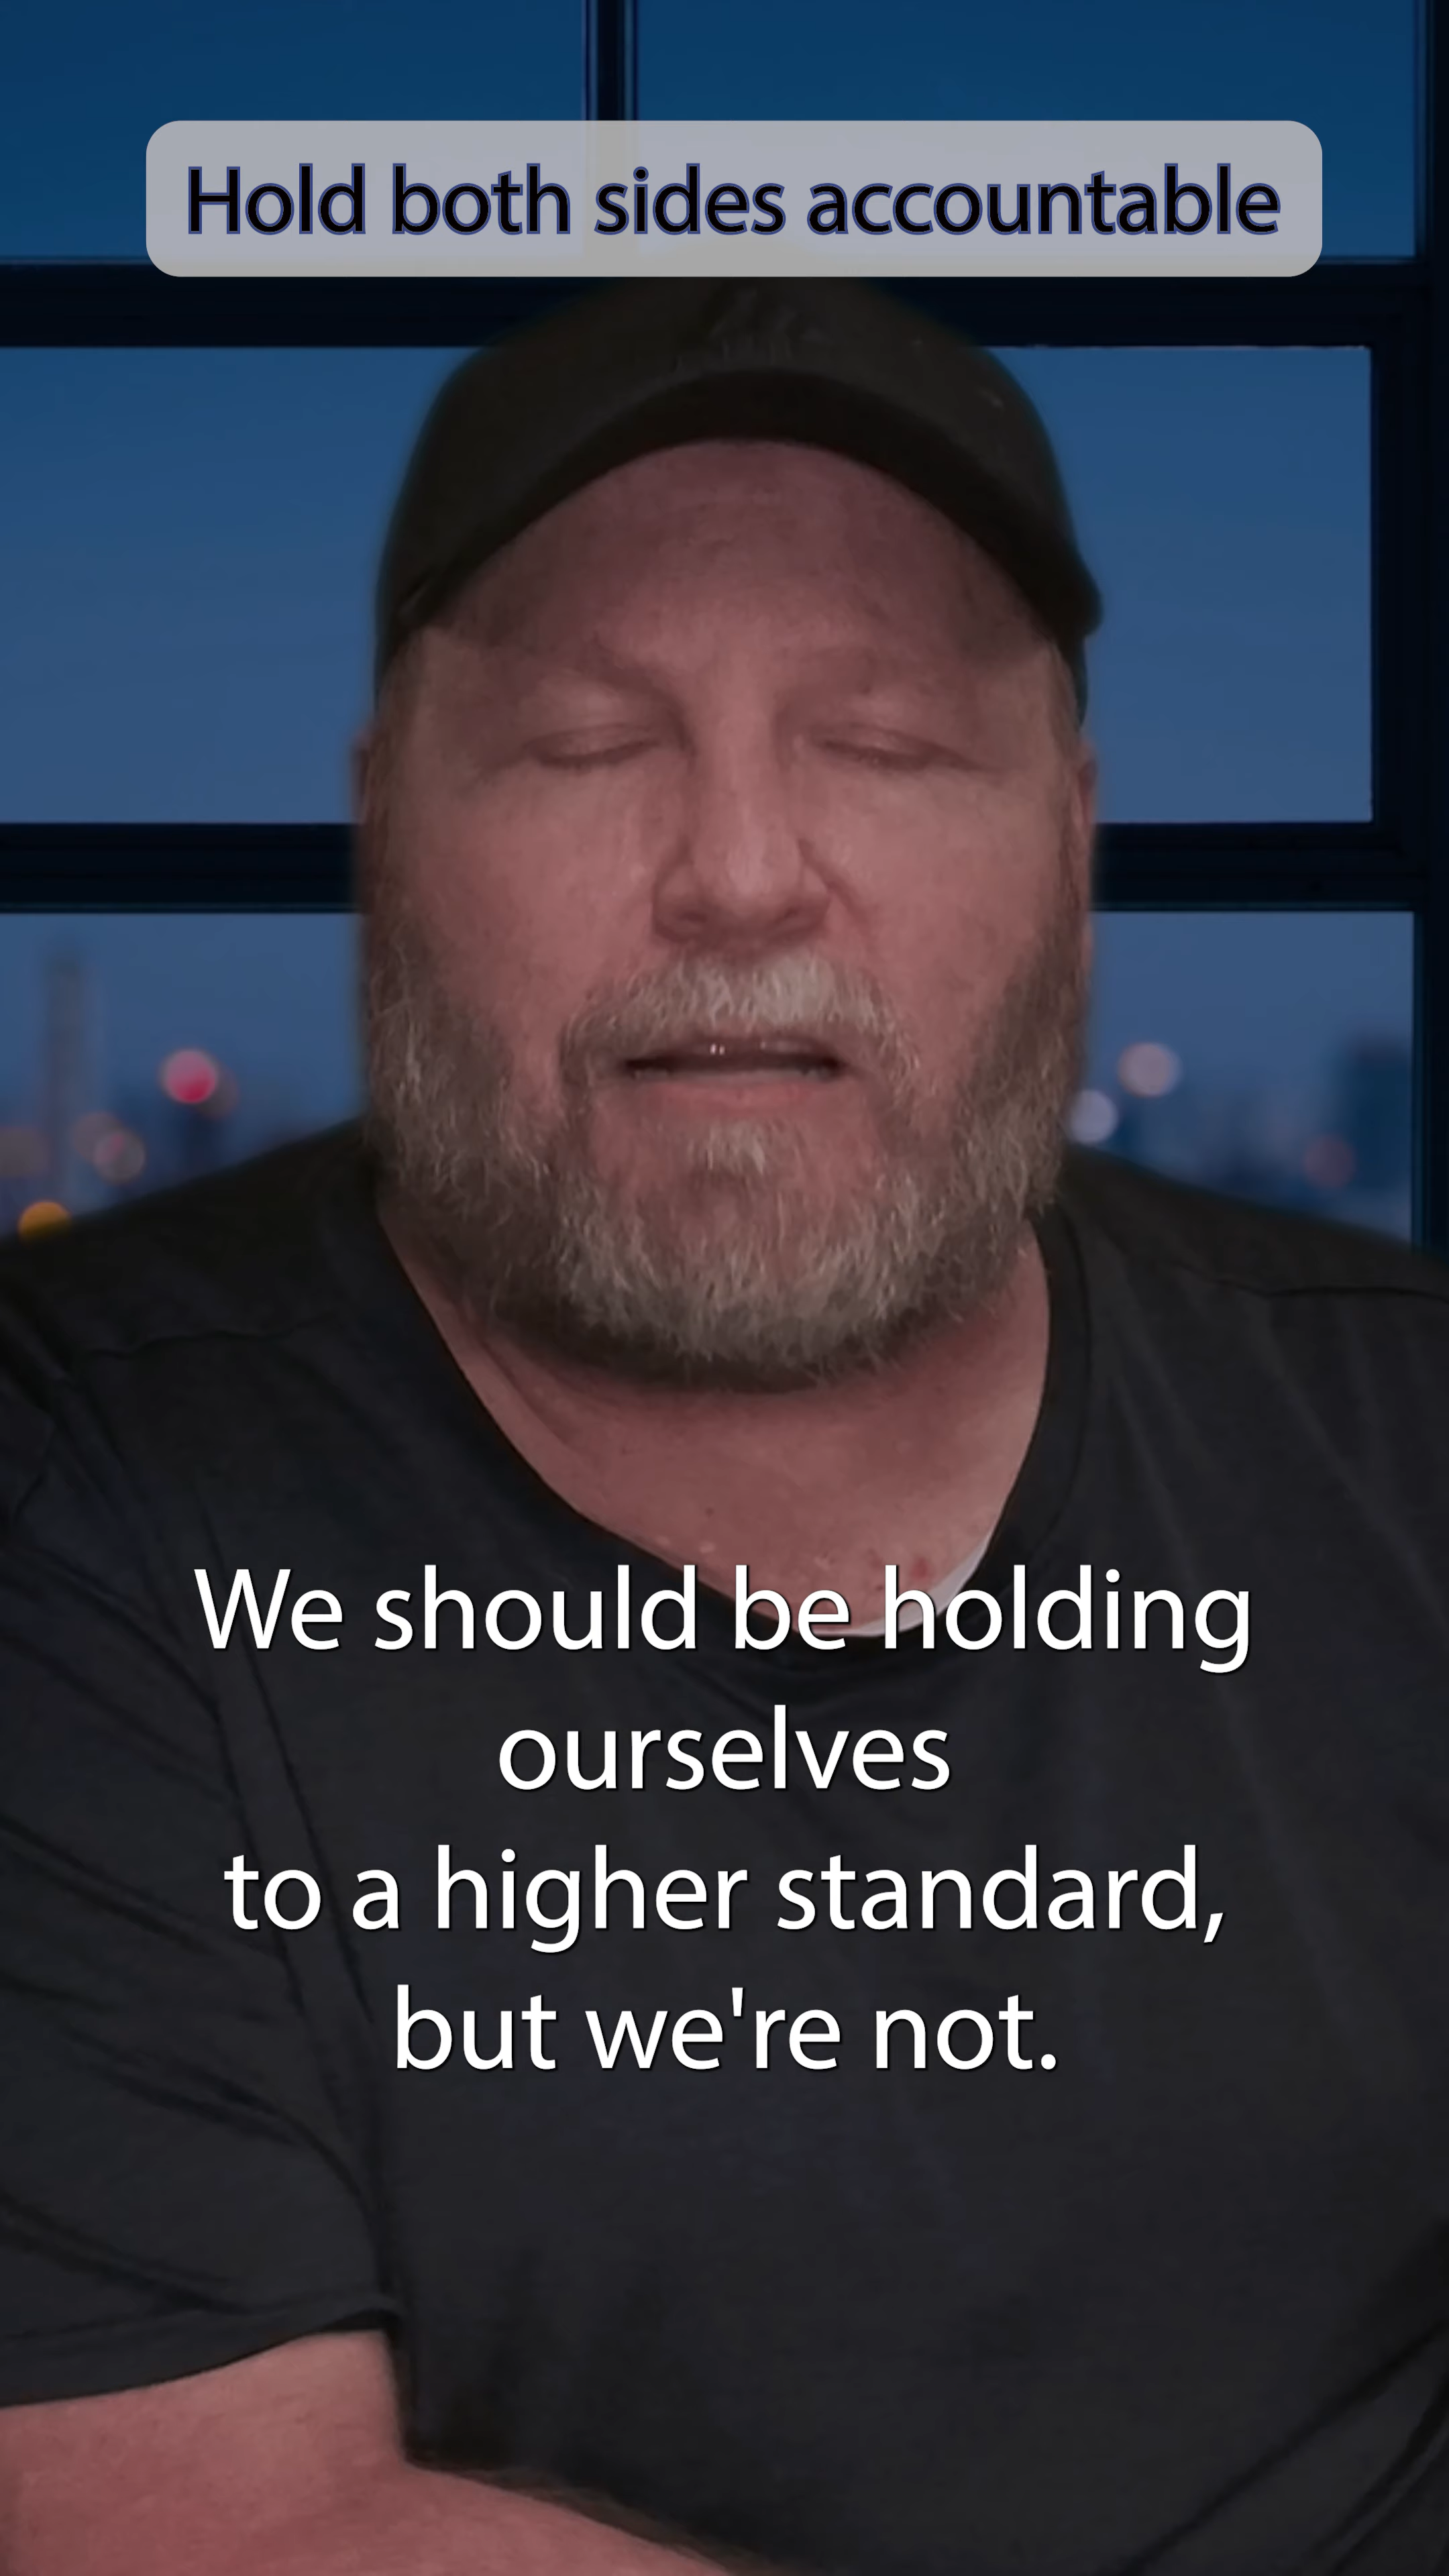 Hold both sides accountable
We should be holding
ourselves
to a higher standard,
but we're not.